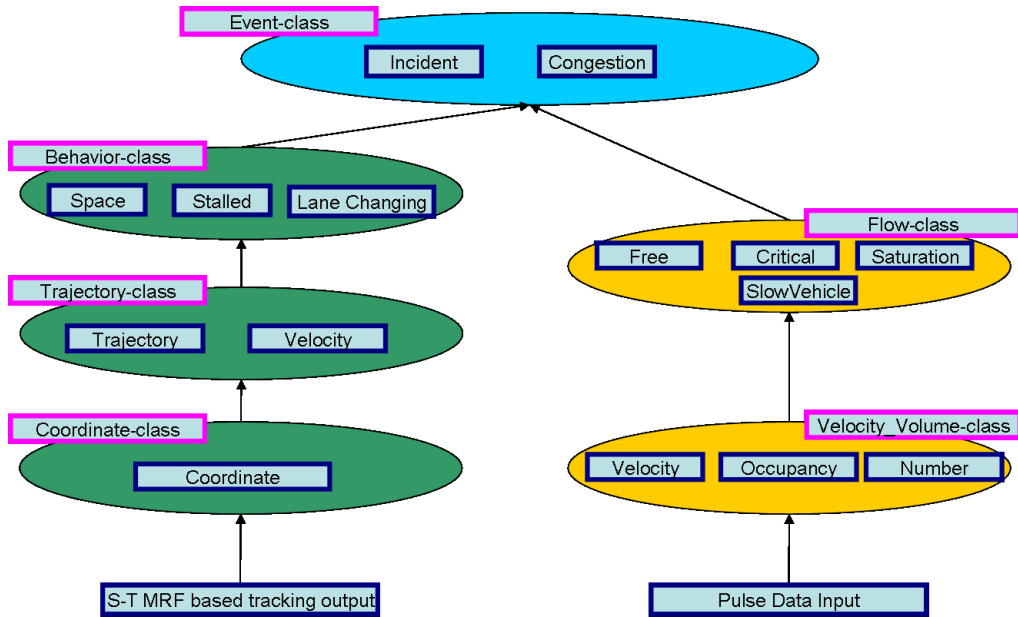 Event-class
Incident
Congestion
Behavior-class
Space
Stalled
Lane Changing
Flow-class
Free
Critical
Saturation
SlowVehicle
Trajectory-class
Trajectory
Velocity
Coordinate-class
Coordinate
Velocity_Volume-class
Velocity
Occupancy
Number
S-T MRF based tracking output
Pulse Data Input